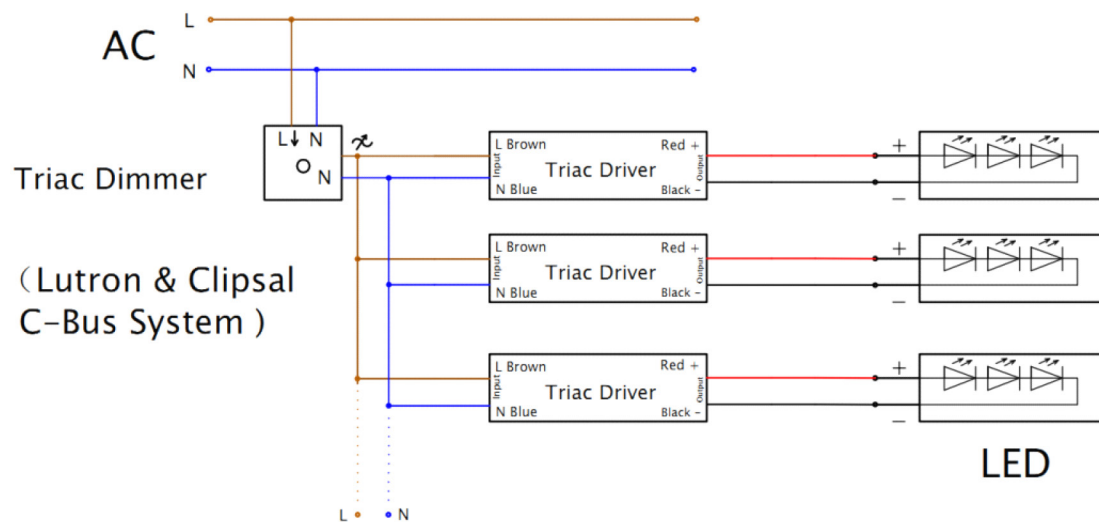 L
AC
N
L N
N
Triac Dimmer
(Lutron & Clipsal
C-Bus System )
L Brown Red +
Input Triac Driver Output
N Blue Black -
+
-
L Brown Red +
Input Triac Driver Output
N Blue Black -
+
-
L Brown Red +
Input Triac Driver Output
N Blue Black -
+
-
LED
L N